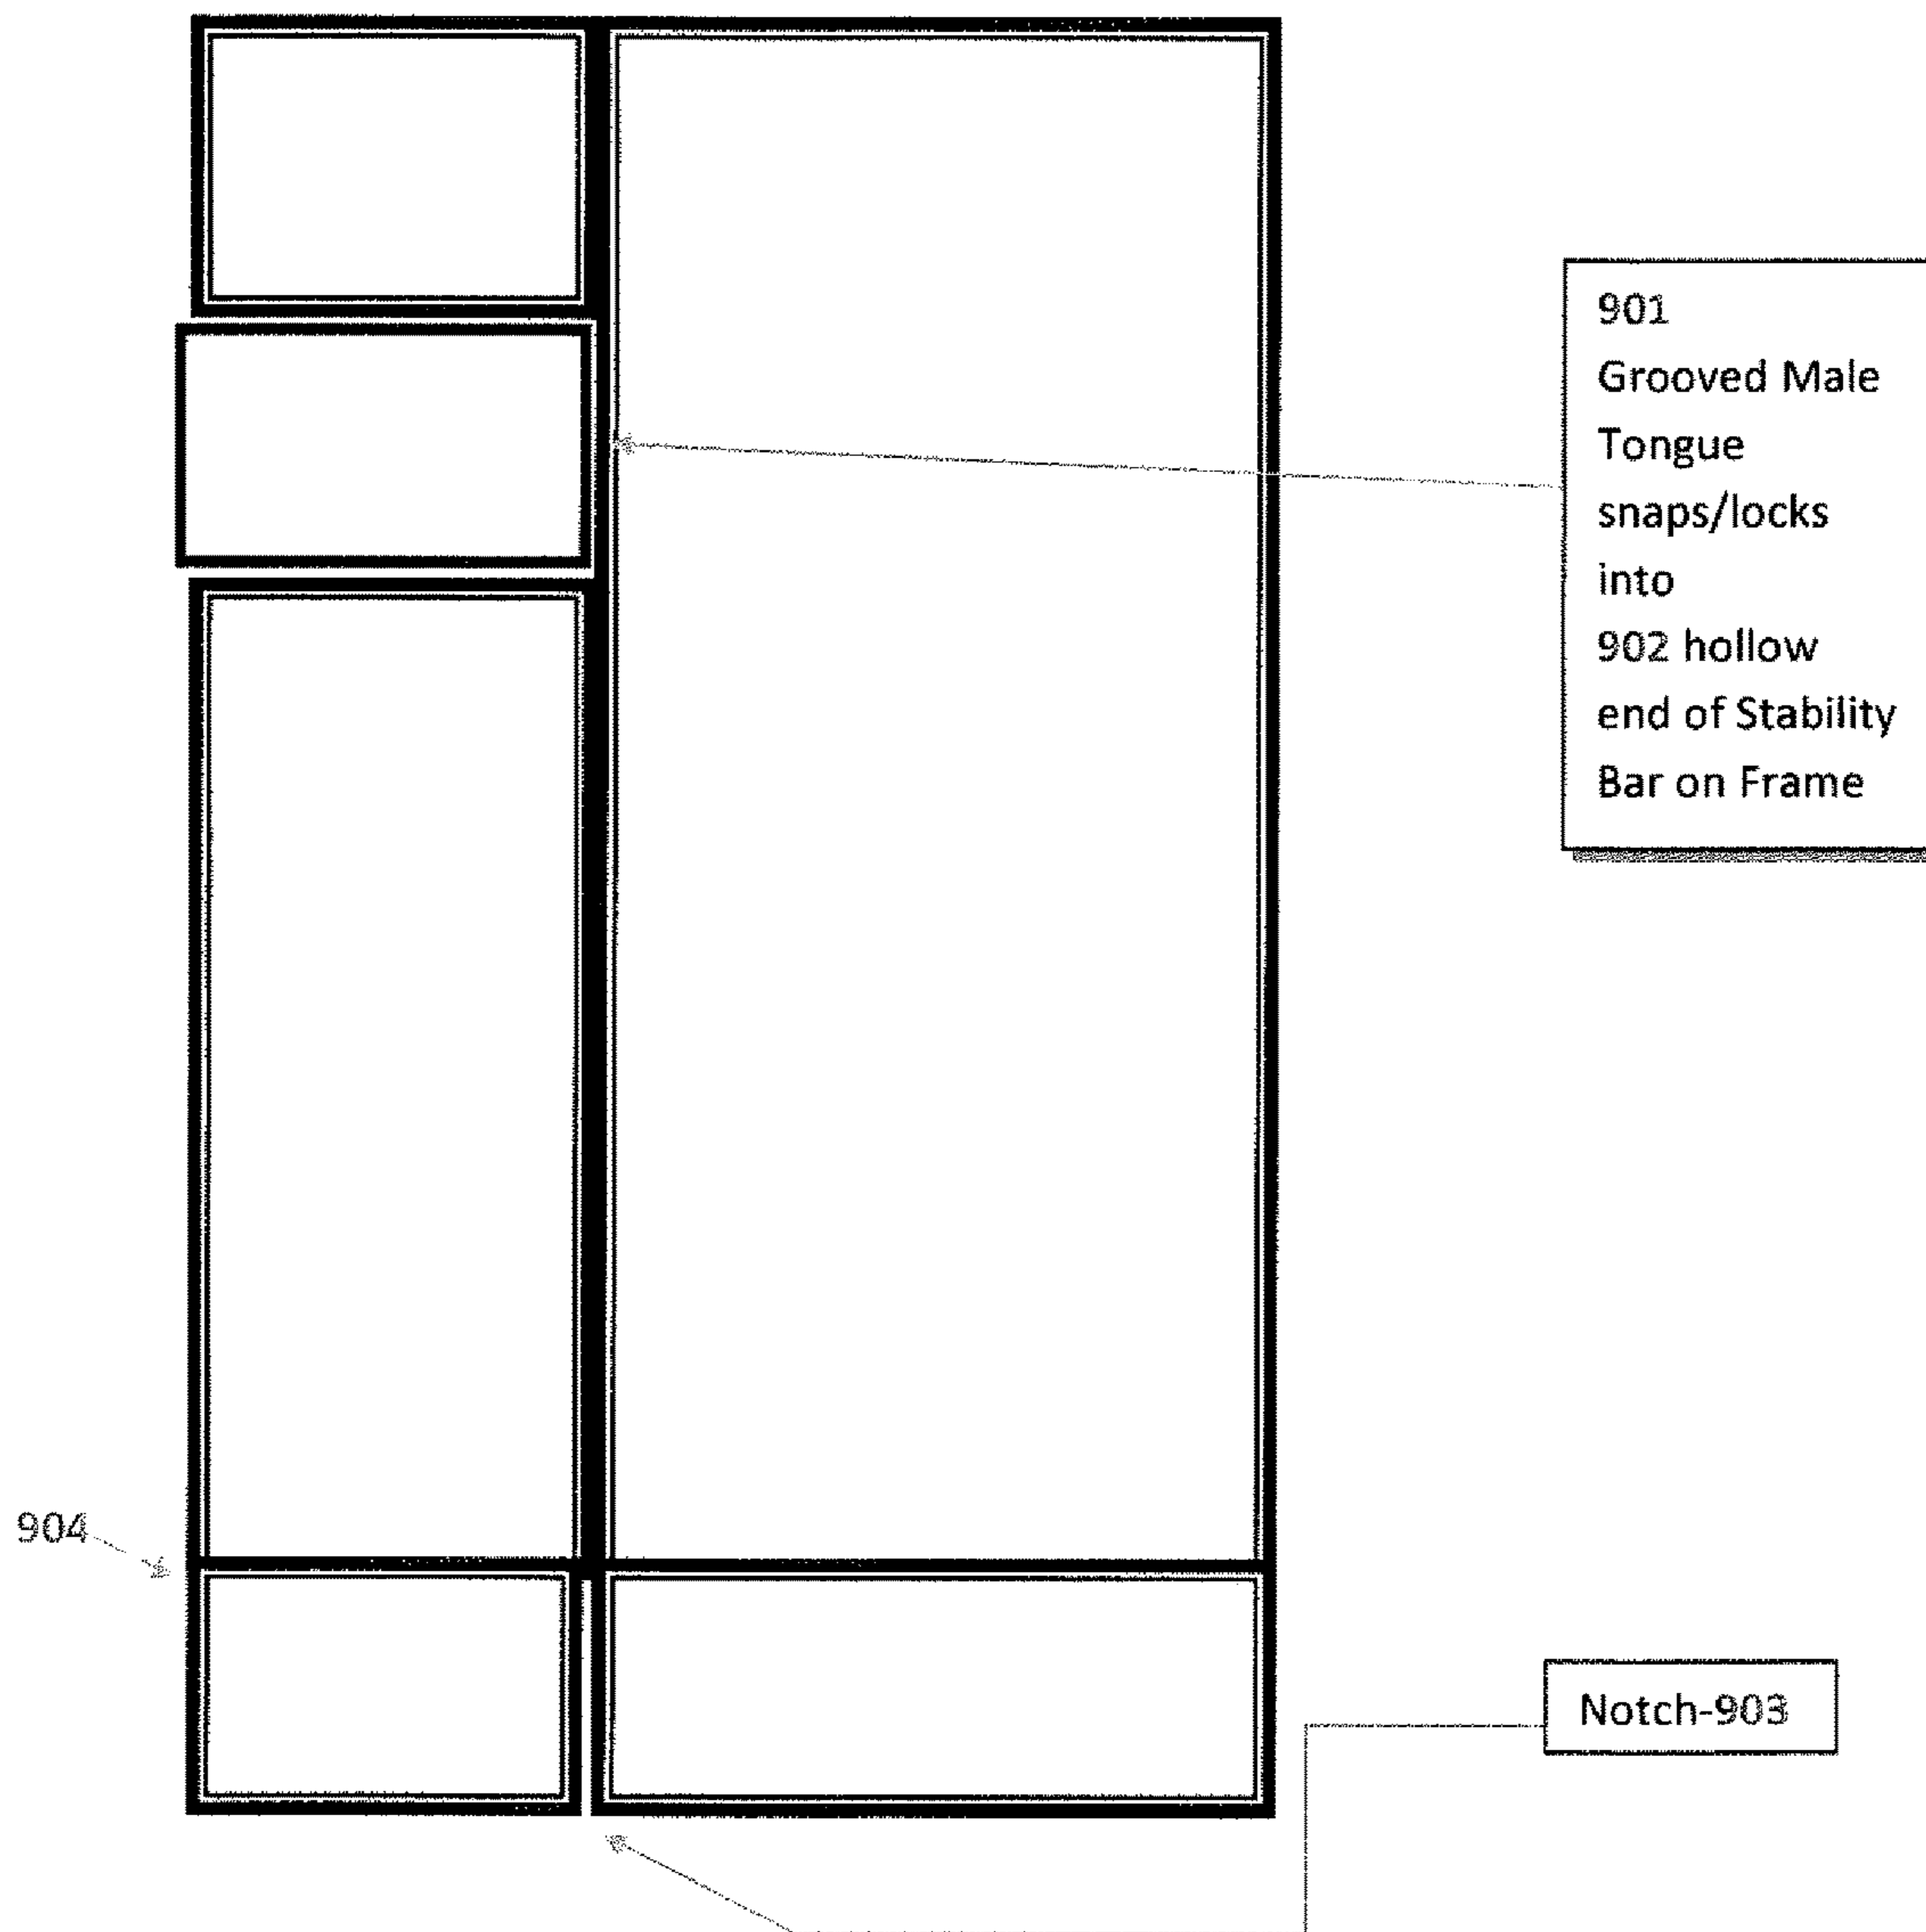 901
Grooved Male
Tongue
snaps/locks
into
902 hollow
end of Stability
Bar on Frame
904
Notch-903